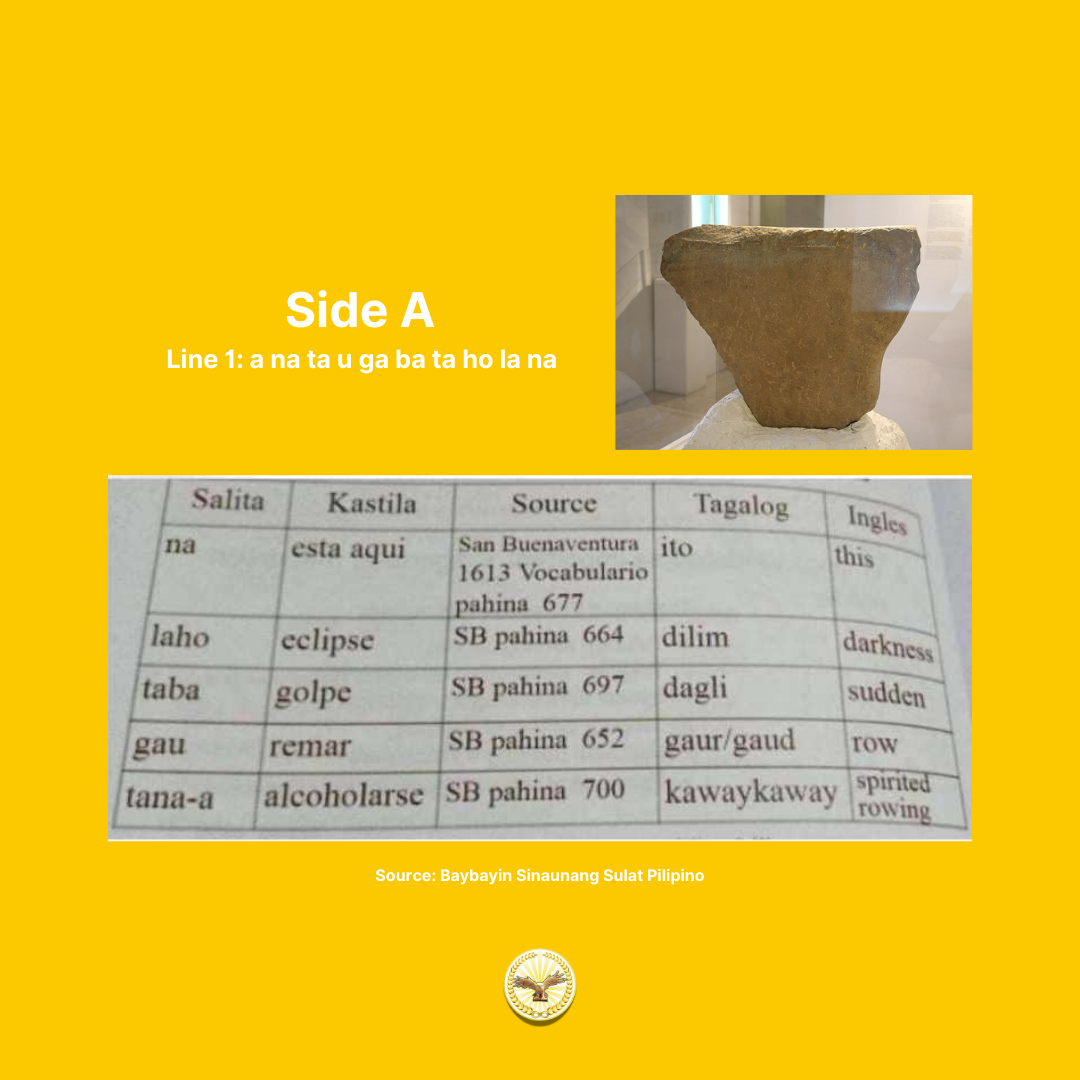 Side A
Line 1: a na ta u ga ba ta ho la na
Salita Kastila Source Tagalog Ingles
na esta aqui San Buenaventura 1613 Vocabulario pahina 677 ito this
laho eclipse SB pahina 664 dilim darkness
taba golpe SB pahina 697 dagli sudden
gau remar SB pahina 652 gaur/gaud row
tana-a alcoholarse SB pahina 700 kawaykaway spirited rowing
Source: Baybayin Sinaunang Sulat Pilipino